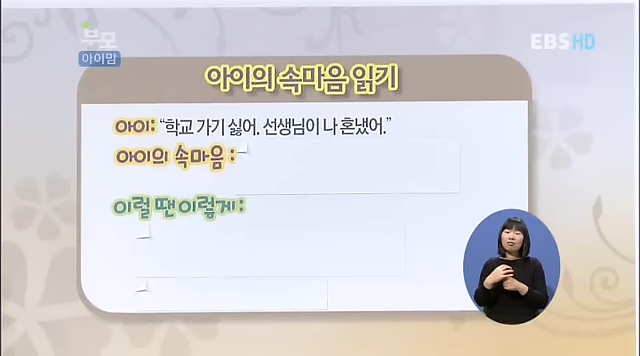 부모
아이맘
EBS HD
아이의 속마음 읽기
아이: "학교 가기 싫어. 선생님이 나 혼냈어."
아이의 속마음 :
이럴 땐 이렇게 :